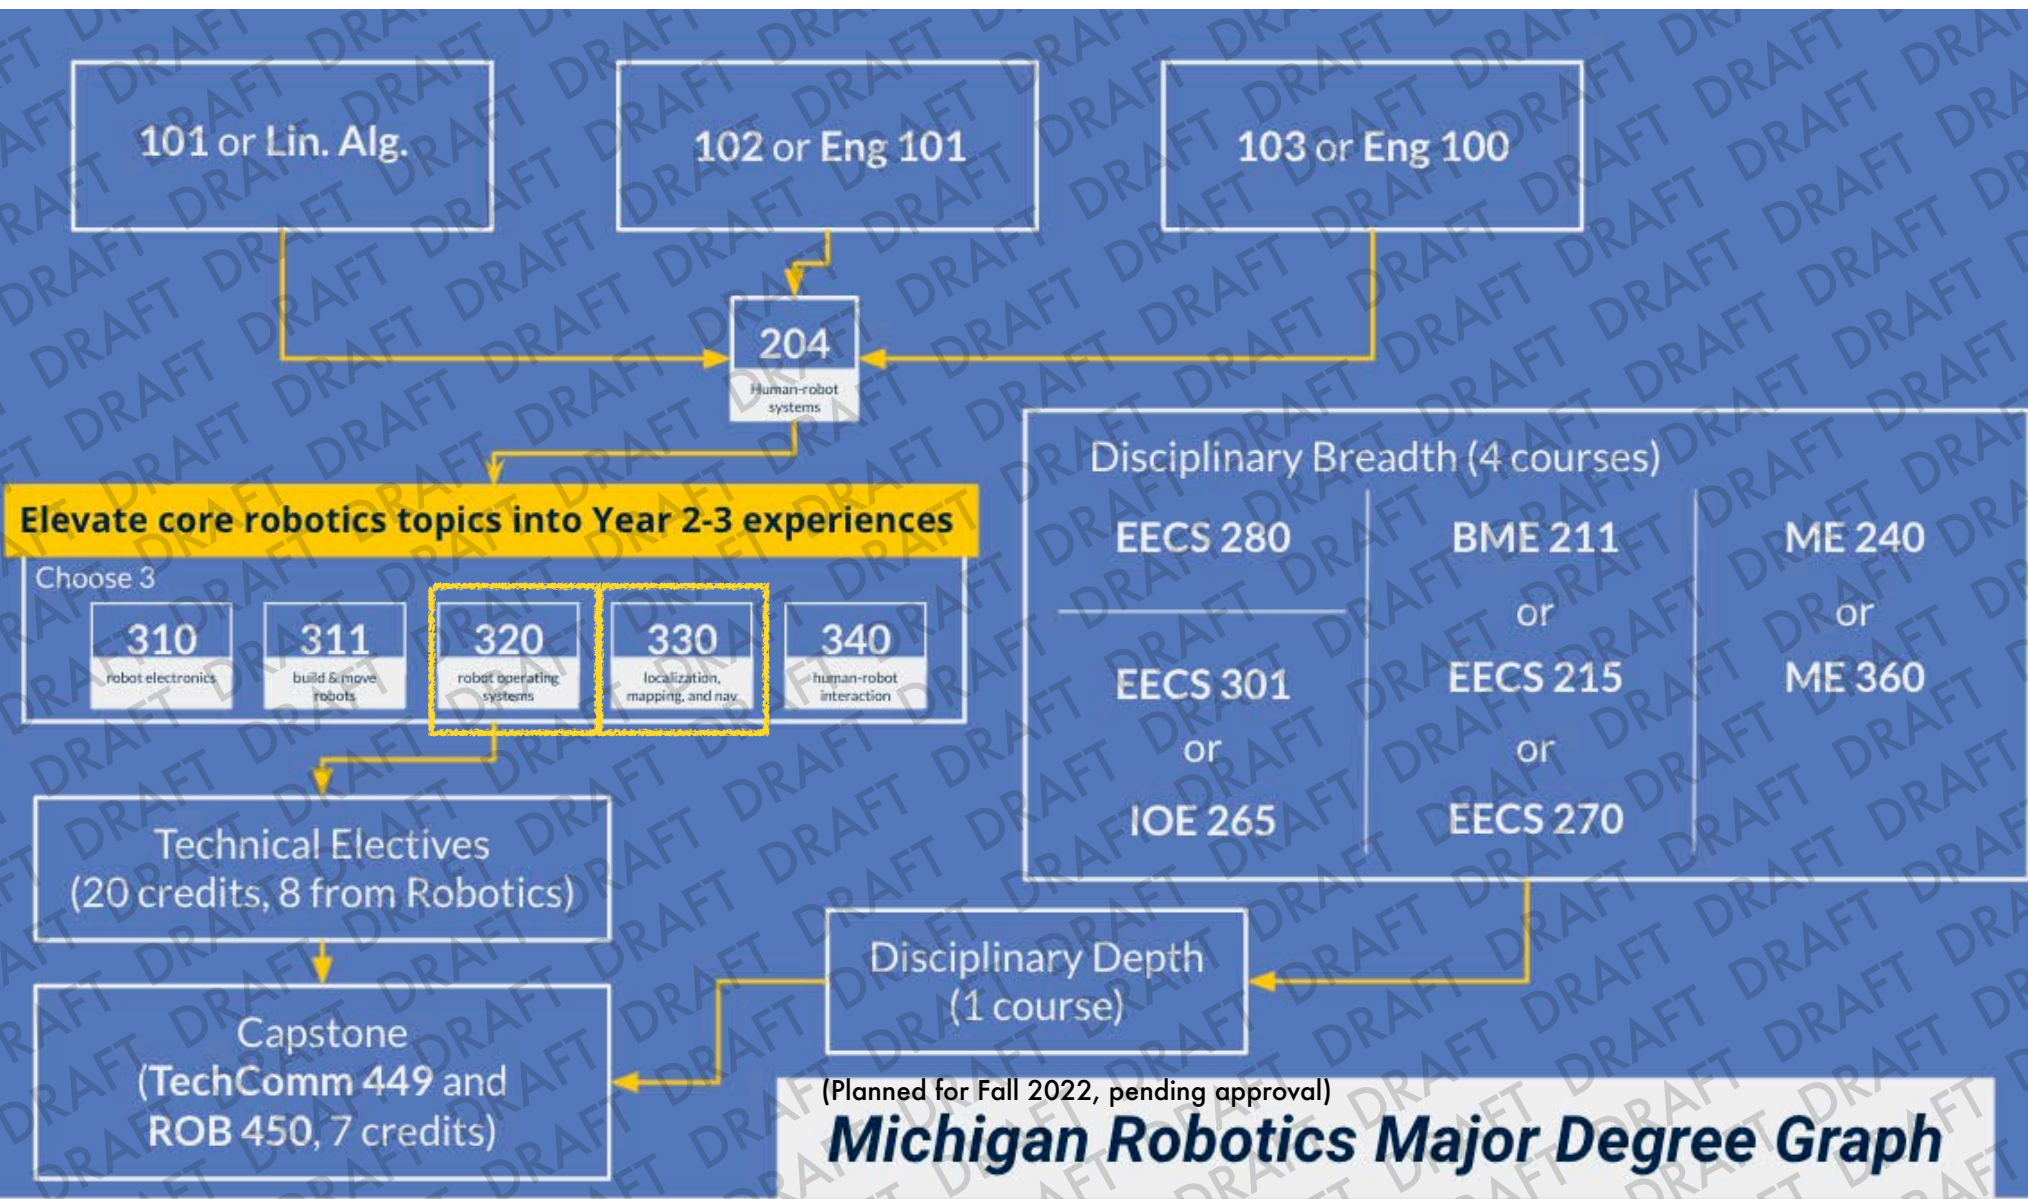 101 or Lin. Alg.
102 or Eng 101
103 or Eng 100
204
Human-robot
systems
Elevate core robotics topics into Year 2-3 experiences
Choose 3
310
robot electronics
311
build & move
robots
320
robot operating
systems
330
localization,
mapping, and nav
340
human-robot
interaction
Disciplinary Breadth (4 courses)
EECS 280
EECS 301
or
IOE 265
BME 211
or
EECS 215
or
EECS 270
ME 240
or
ME 360
Technical Electives
(20 credits, 8 from Robotics)
Disciplinary Depth
(1 course)
Capstone
(TechComm 449 and
ROB 450, 7 credits)
(Planned for Fall 2022, pending approval)
Michigan Robotics Major Degree Graph
DRAFT